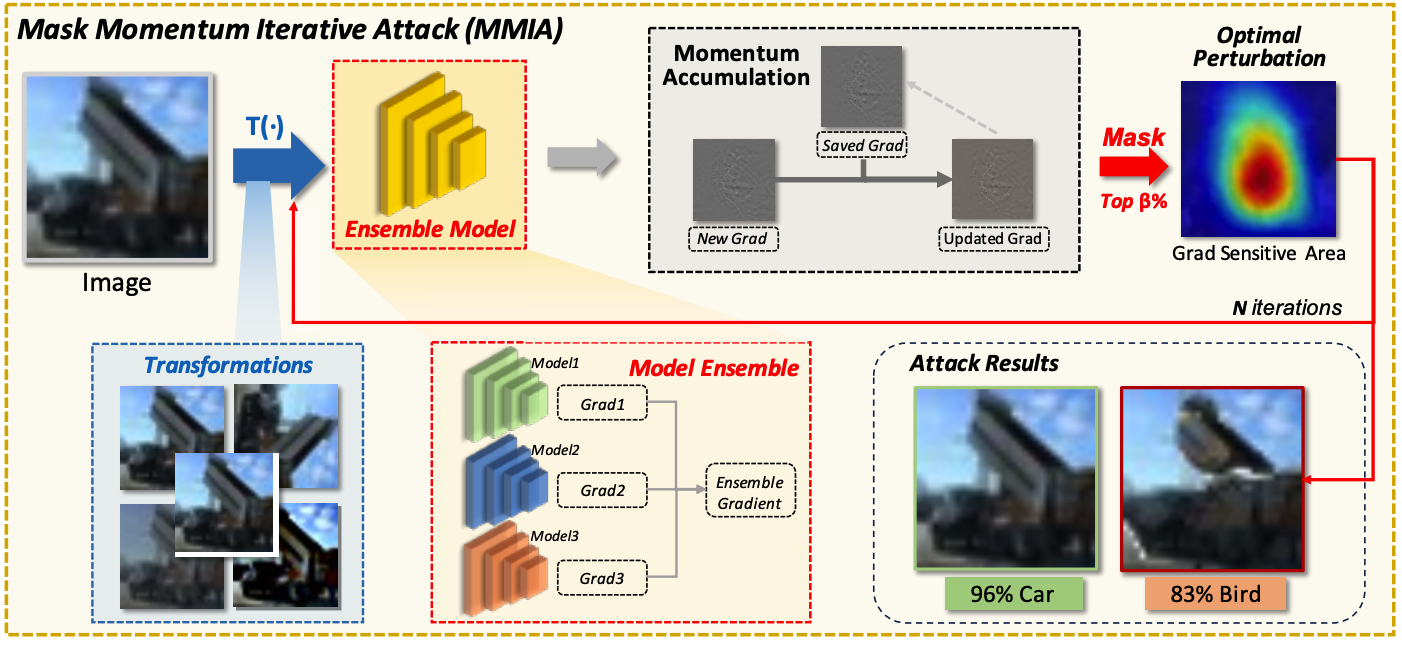 Mask Momentum Iterative Attack (MMIA)
Image
T(·)
Ensemble Model
Momentum
Accumulation
Saved Grad
New Grad
Updated Grad
Mask
Top β%
Optimal
Perturbation
Grad Sensitive Area
N iterations
Transformations
Model Ensemble
Model1
Grad1
Model2
Grad2
Model3
Grad3
Ensemble
Gradient
Attack Results
96% Car
83% Bird